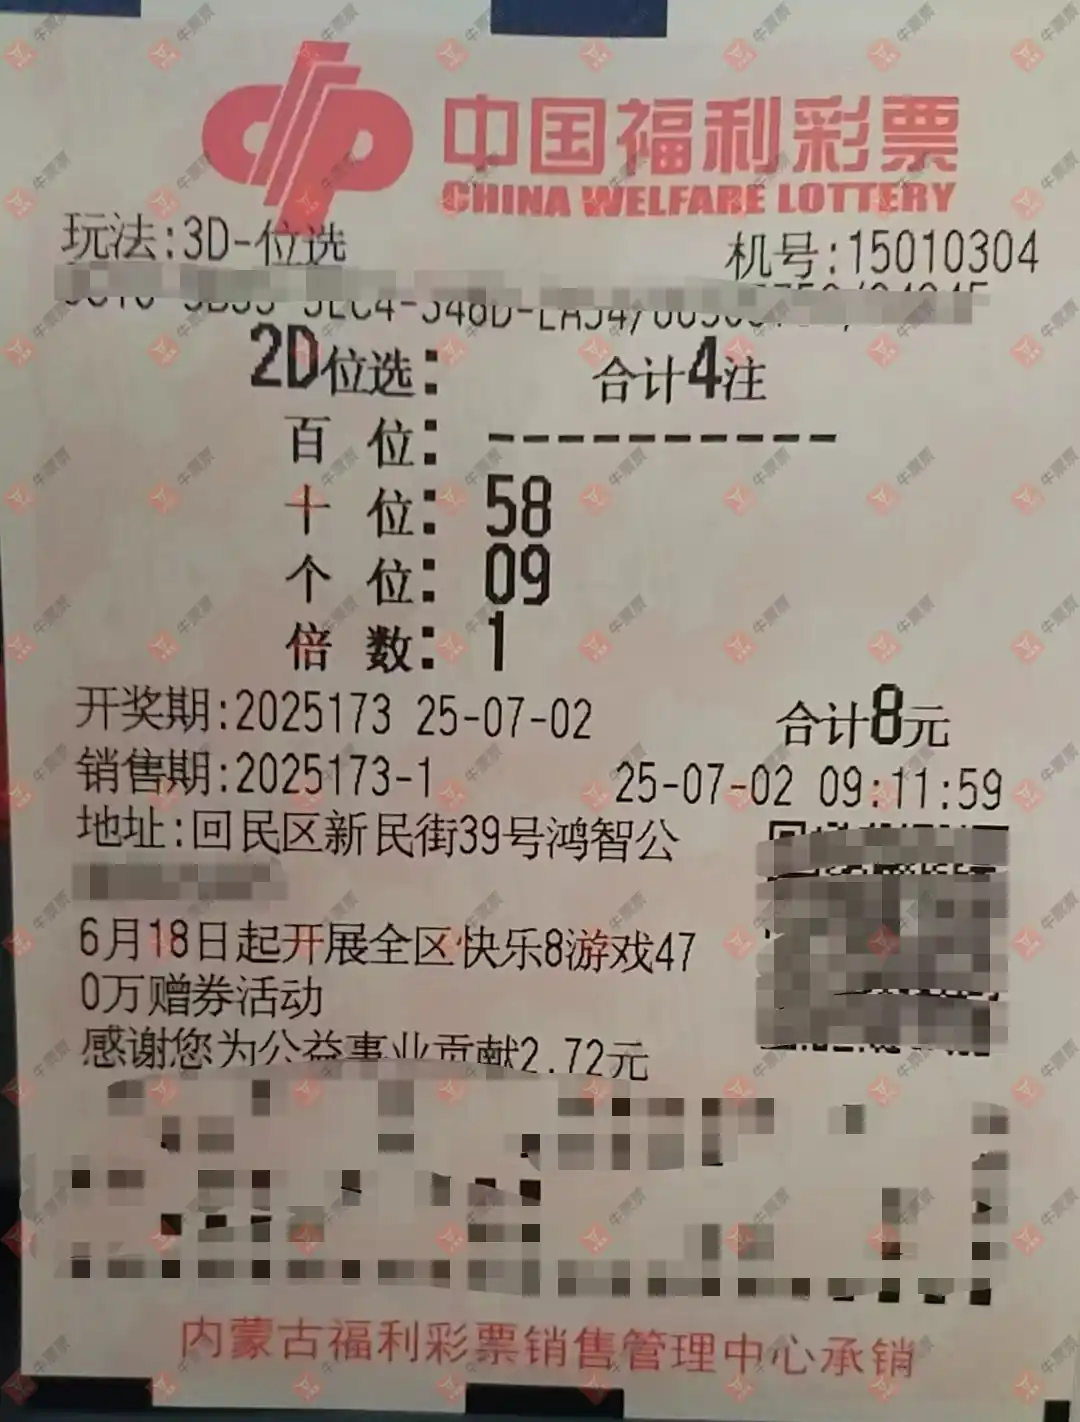 中国福利彩票
CHINA WELFARE LOTTERY
玩法:3D-位选
机号:15010304
2D位选: 合计4注
百 位: ----------
十 位: 58
个 位: 09
倍 数: 1
开奖期:2025173 25-07-02 合计8元
销售期:2025173-1 25-07-02 09:11:59
地址:回民区新民街39号鸿智公
6月18日起开展全区快乐8游戏47
0万赠券活动
感谢您为公益事业贡献2.72元
内蒙古福利彩票销售管理中心承销
牛票票